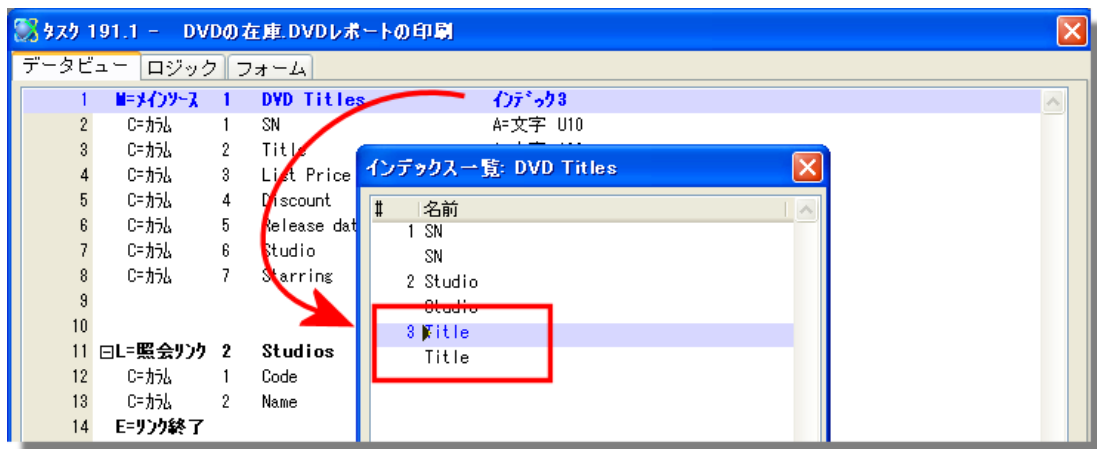 タスク 191.1 - DVDの在庫.DVDレポートの印刷
データビュー ロジック フォーム
1 M=メインソース 1 DVD Titles インデックス3
2 C=カラム 1 SN A=文字 U10
3 C=カラム 2 Title
4 C=カラム 3 List Price
5 C=カラム 4 Discount
6 C=カラム 5 Release dat
7 C=カラム 6 Studio
8 C=カラム 7 Starring
9
10
11 L=照会リンク 2 Studios
12 C=カラム 1 Code
13 C=カラム 2 Name
14 E=リンク終了
インデックス一覧: DVD Titles
# 名前
1 SN
SN
2 Studio
Studio
3 Title
Title